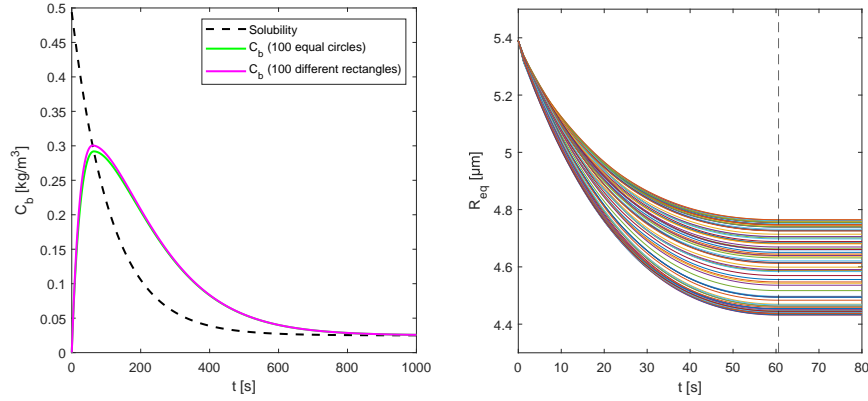 0.5
0.45
0.4
0.35
0.3
0.25
0.2
0.15
0.1
0.05
0
C_b [kg/m^3]
0 200 400 600 800 1000
t [s]
Solubility
C_b (100 equal circles)
C_b (100 different rectangles)
5.4
5.2
5
4.8
4.6
4.4
R_eq [µm]
0 10 20 30 40 50 60 70 80
t [s]